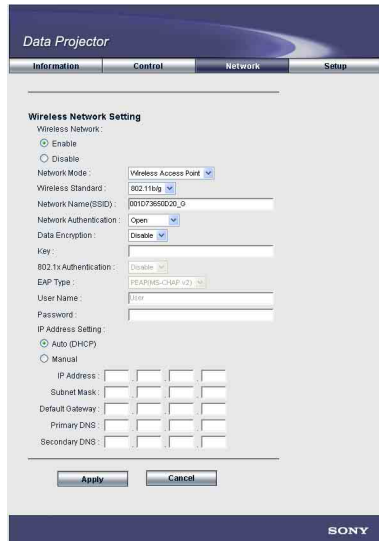 Data Projector
Information Control Network Setup
Wireless Network Setting
Wireless Network :
Enable
Disable
Network Mode : Wireless Access Point
Wireless Standard : 802.11b/g
Network Name(SSID) : 001D73650D20_G
Network Authentication : Open
Data Encryption : Disable
Key :
802.1x Authentication : Disable
EAP Type : PEAP(MS-CHAP v2)
User Name : User
Password :
IP Address Setting :
Auto (DHCP)
Manual
IP Address : . . .
Subnet Mask : . . .
Default Gateway : . . .
Primary DNS : . . .
Secondary DNS : . . .
Apply Cancel
SONY